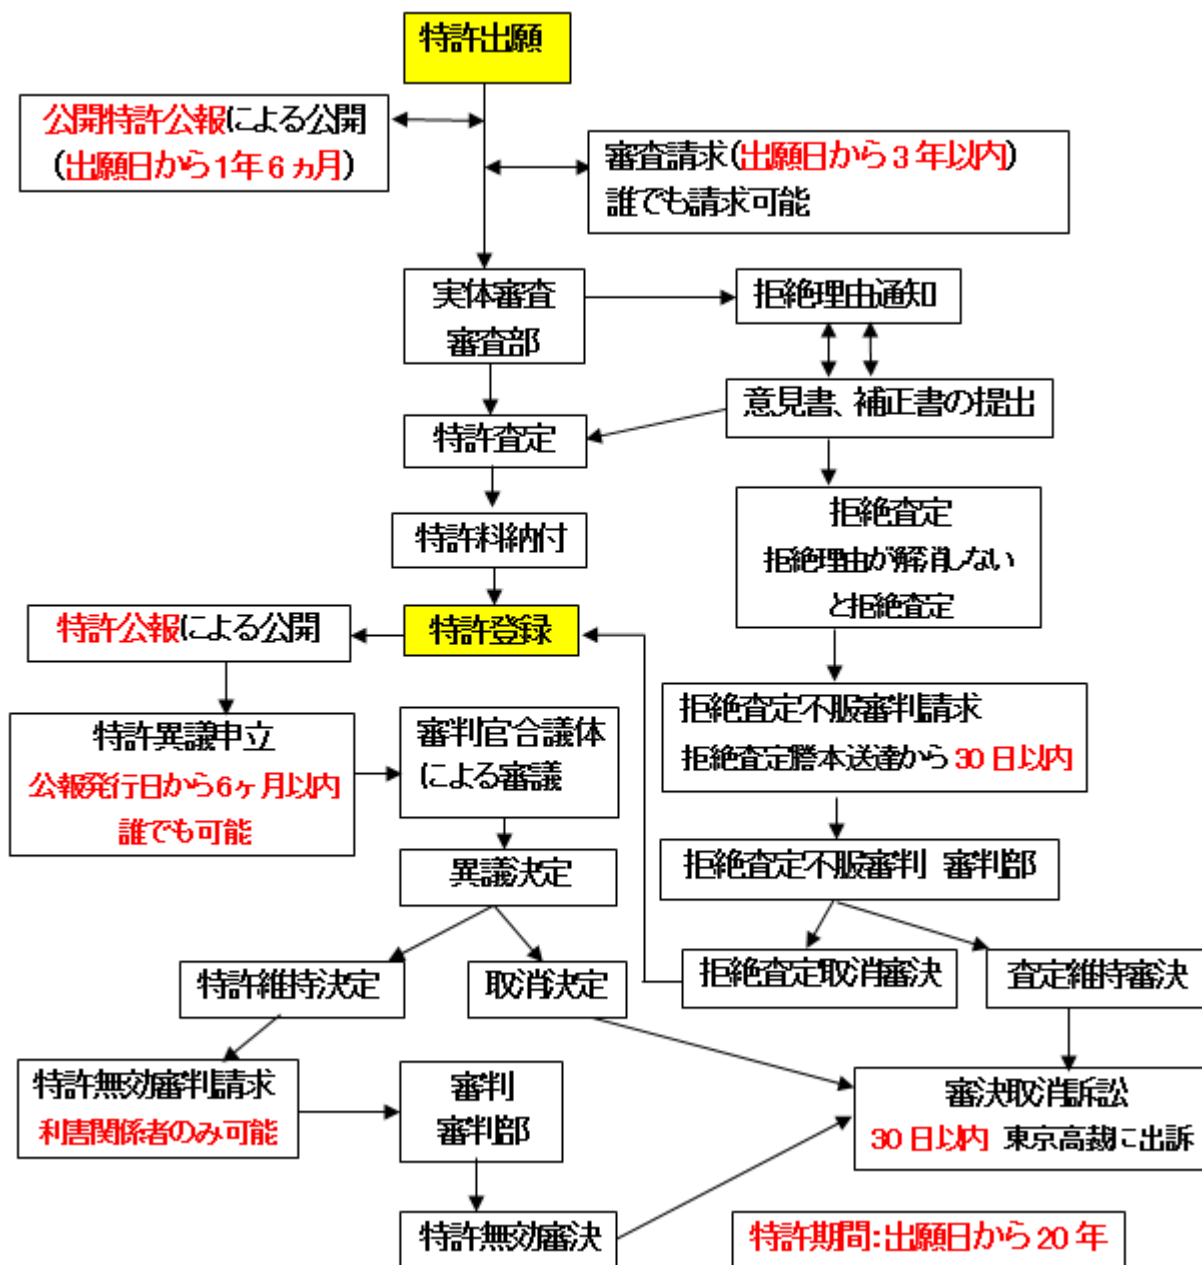 特許出願
公開特許公報による公開
(出願日から1年6ヵ月)
審査請求(出願日から3年以内)
誰でも請求可能
実体審査
審査部
拒絶理由通知
意見書、補正書の提出
特許査定
拒絶査定
拒絶理由が解消しない
と拒絶査定
特許料納付
特許公報による公開
特許登録
拒絶査定不服審判請求
拒絶査定謄本送達から30日以内
特許異議申立
公報発行日から6ヶ月以内
誰でも可能
審判官合議体
による審議
異議決定
拒絶査定不服審判 審判部
特許維持決定
取消決定
拒絶査定取消審決
査定維持審決
特許無効審判請求
利害関係者のみ可能
審判
審判部
審決取消訴訟
30日以内 東京高裁に出訴
特許無効審決
特許期間:出願日から20年